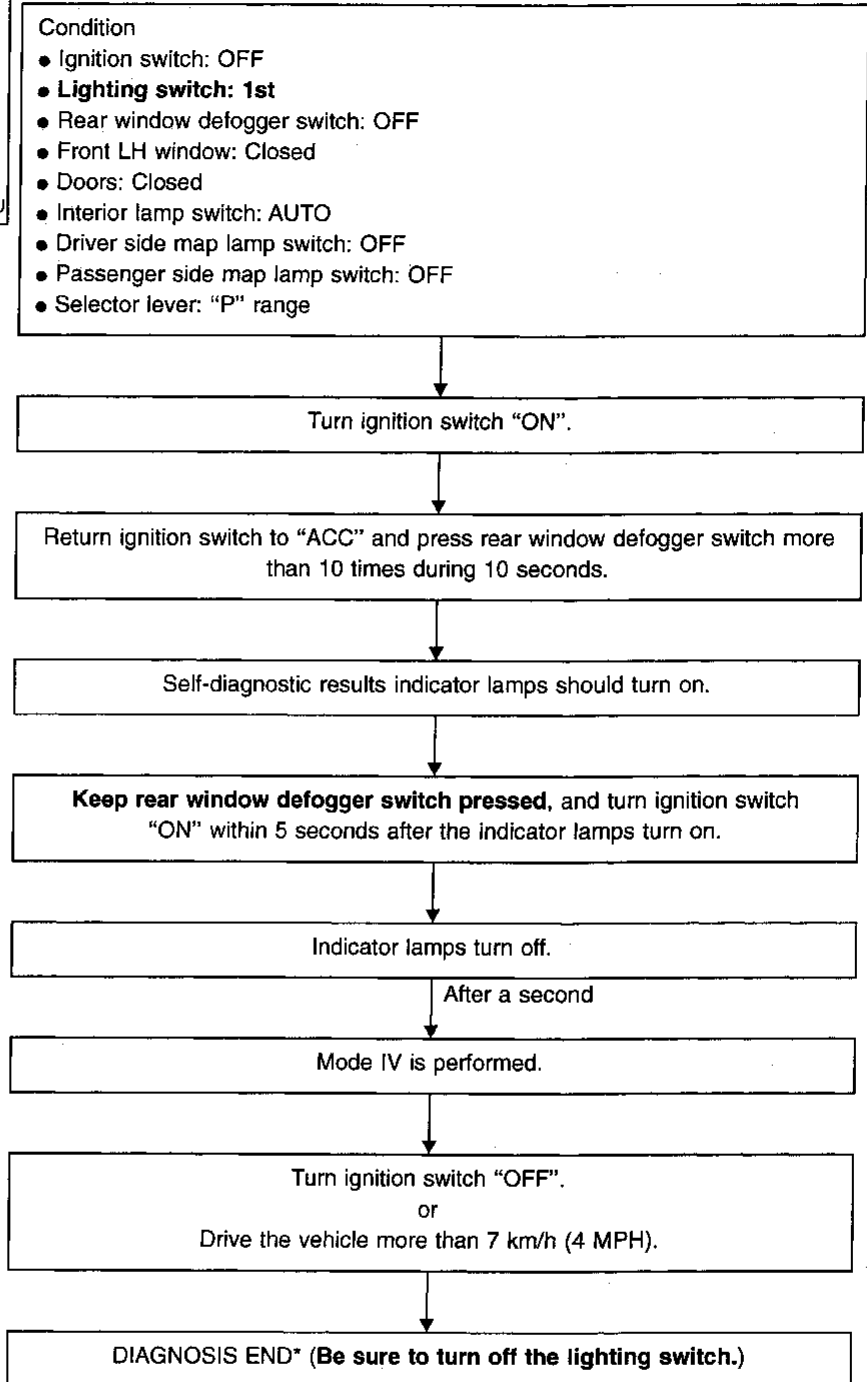 Condition
● Ignition switch: OFF
● Lighting switch: 1st
● Rear window defogger switch: OFF
● Front LH window: Closed
● Doors: Closed
● Interior lamp switch: AUTO
● Driver side map lamp switch: OFF
● Passenger side map lamp switch: OFF
● Selector lever: “P” range
Turn ignition switch “ON”.
Return ignition switch to “ACC” and press rear window defogger switch more
than 10 times during 10 seconds.
Self-diagnostic results indicator lamps should turn on.
Keep rear window defogger switch pressed, and turn ignition switch
“ON” within 5 seconds after the indicator lamps turn on.
Indicator lamps turn off.
After a second
Mode IV is performed.
Turn ignition switch “OFF”.
or
Drive the vehicle more than 7 km/h (4 MPH).
DIAGNOSIS END* (Be sure to turn off the lighting switch.)